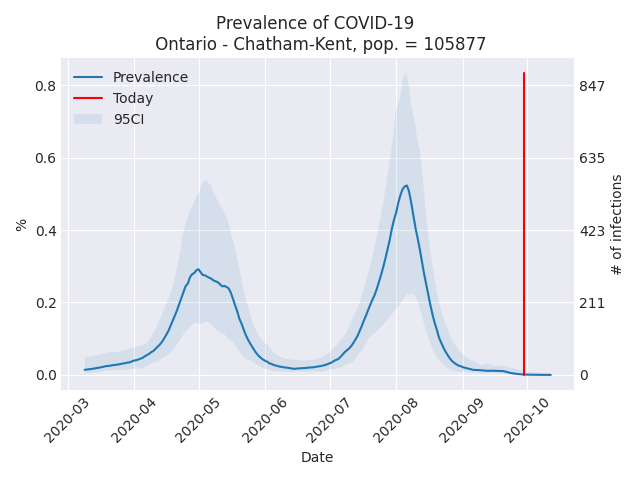 Prevalence of COVID-19
Ontario - Chatham-Kent, pop. = 105877
Prevalence
Today
95CI
%
0.8
0.6
0.4
0.2
0.0
847
635
423
211
0
# of infections
2020-03
2020-04
2020-05
2020-06
2020-07
2020-08
2020-09
2020-10
Date